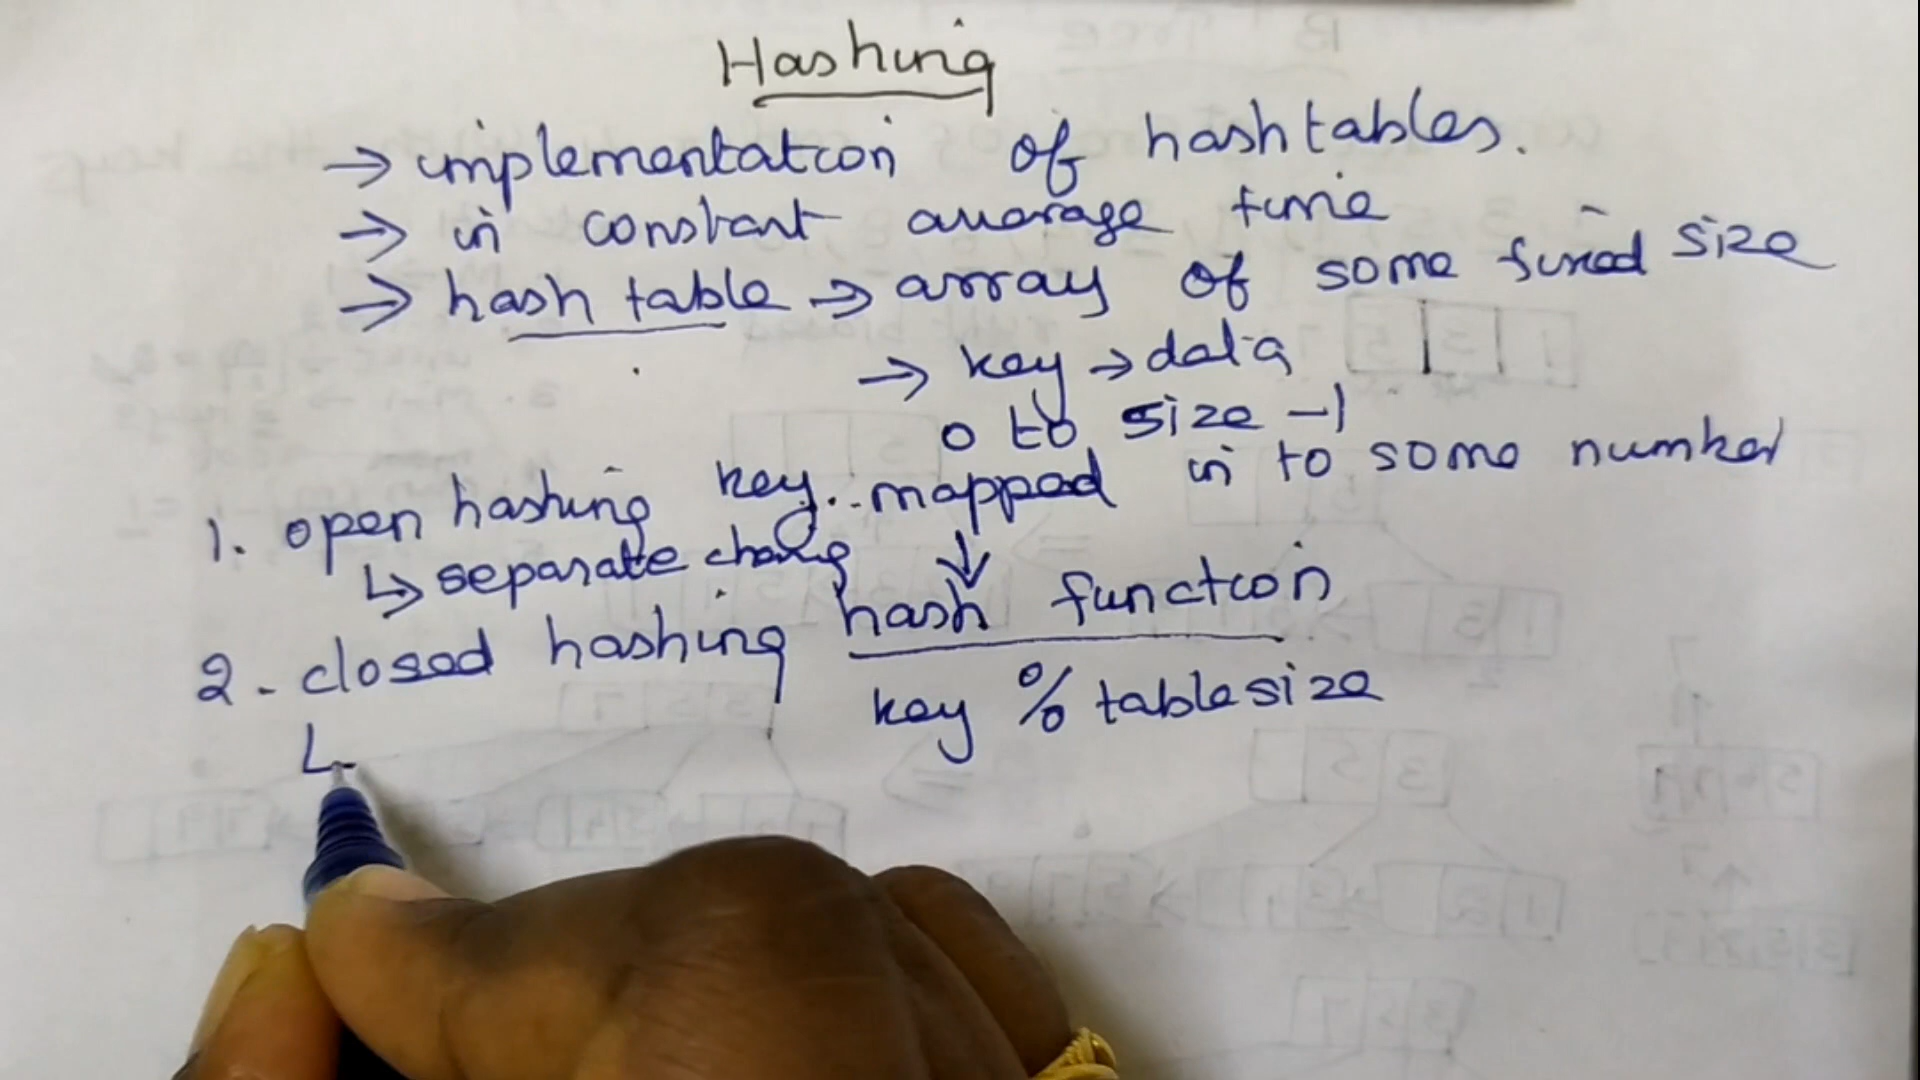 Hashing
→ implementation of hashtables.
→ in constant average time
→ hash table → array of some fixed size
→ key → data
0 to size -1
key.. mapped in to some number
1. open hashing
↳ separate chaing
↓
hash function
2. closed hashing
key % tablesize